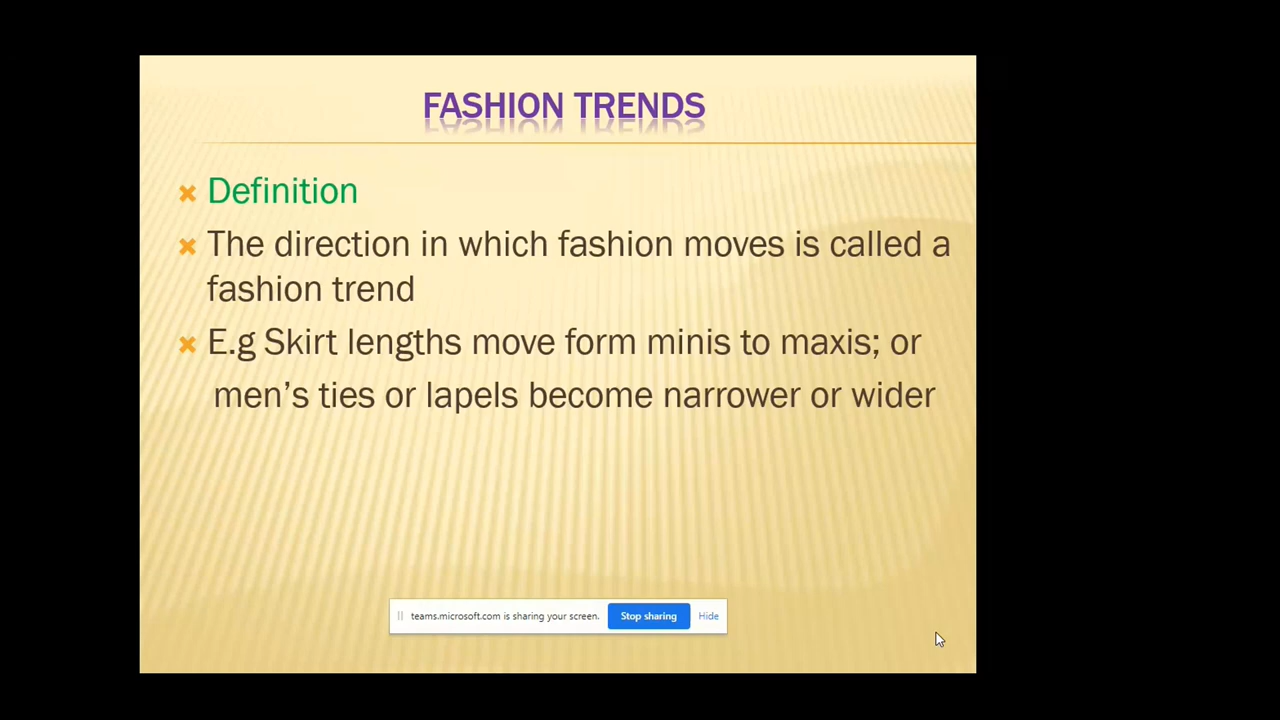 FASHION TRENDS
Definition
The direction in which fashion moves is called a
fashion trend
E.g Skirt lengths move form minis to maxis; or
men’s ties or lapels become narrower or wider
teams.microsoft.com is sharing your screen. Stop sharing Hide